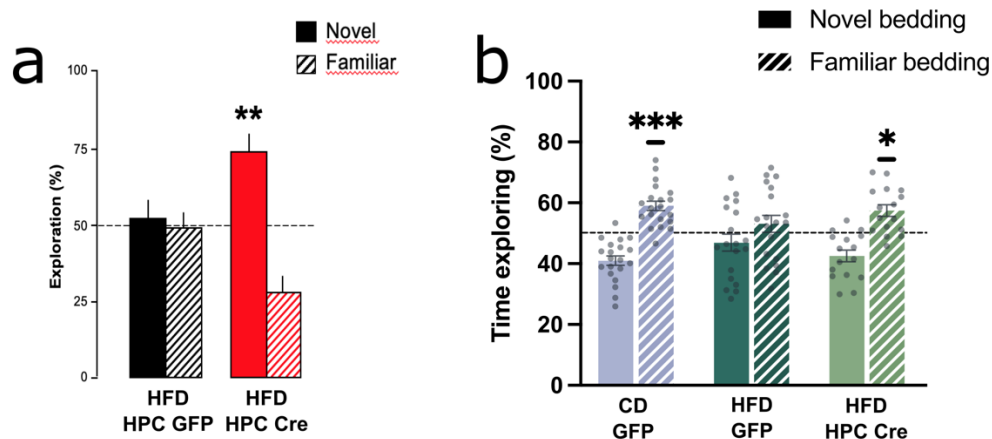 a
Novel
Familiar
100
75
50
25
0
Exploration (%)
**
HFD
HPC GFP
HFD
HPC Cre
b
Novel bedding
Familiar bedding
100
80
60
40
20
0
Time exploring (%)
***
*
CD
GFP
HFD
GFP
HFD
HPC Cre